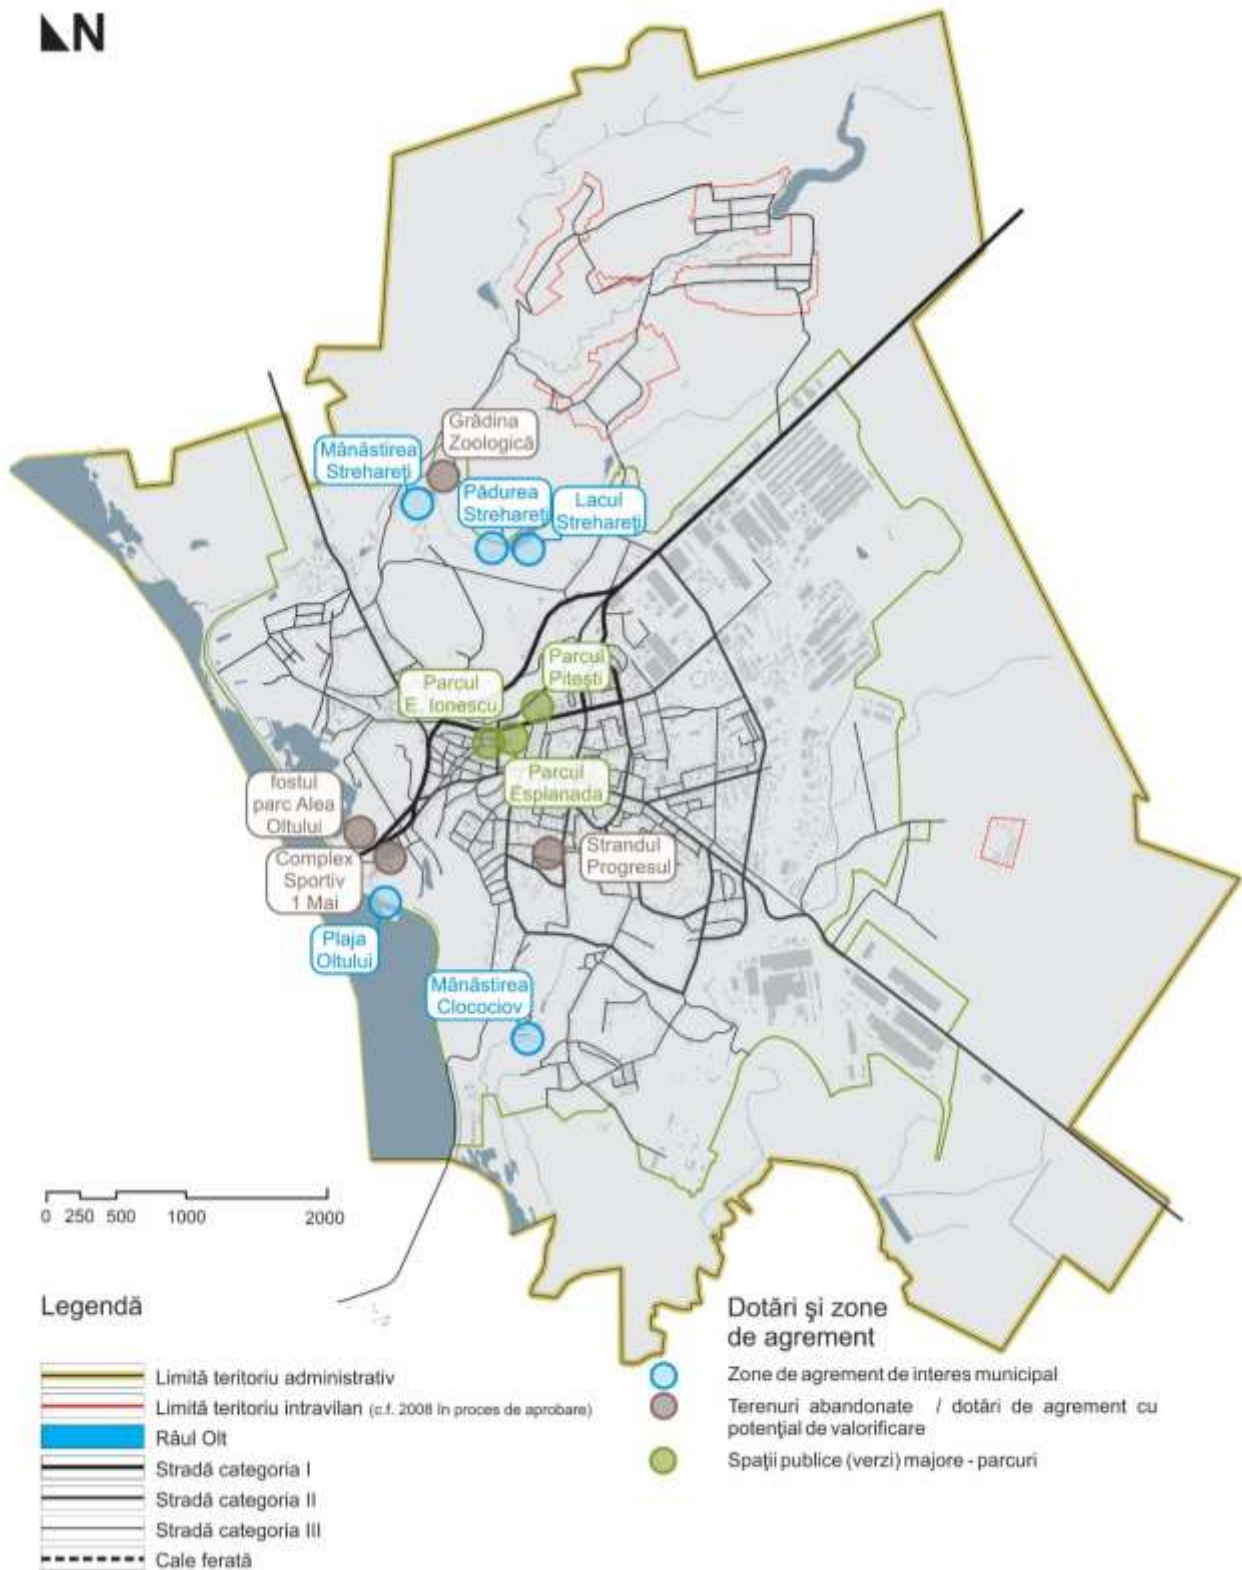 N
Grădina
Zoologică
Mânăstirea
Strehareți
Pădurea
Strehareți
Lacul
Strehareți
Parcul
Pitești
Parcul
E. Ionescu
Parcul
Esplanada
fostul
parc Alea
Oltului
Complex
Sportiv
1 Mai
Strandul
Progresul
Plaja
Oltului
Mânăstirea
Clocociov
0 250 500 1000 2000
Legendă
Limită teritoriu administrativ
Limită teritoriu intravilan (c.f. 2008 în proces de aprobare)
Râul Olt
Stradă categoria I
Stradă categoria II
Stradă categoria III
Cale ferată
Dotări și zone
de agrement
Zone de agrement de interes municipal
Terenuri abandonate / dotări de agrement cu
potențial de valorificare
Spații publice (verzi) majore - parcuri